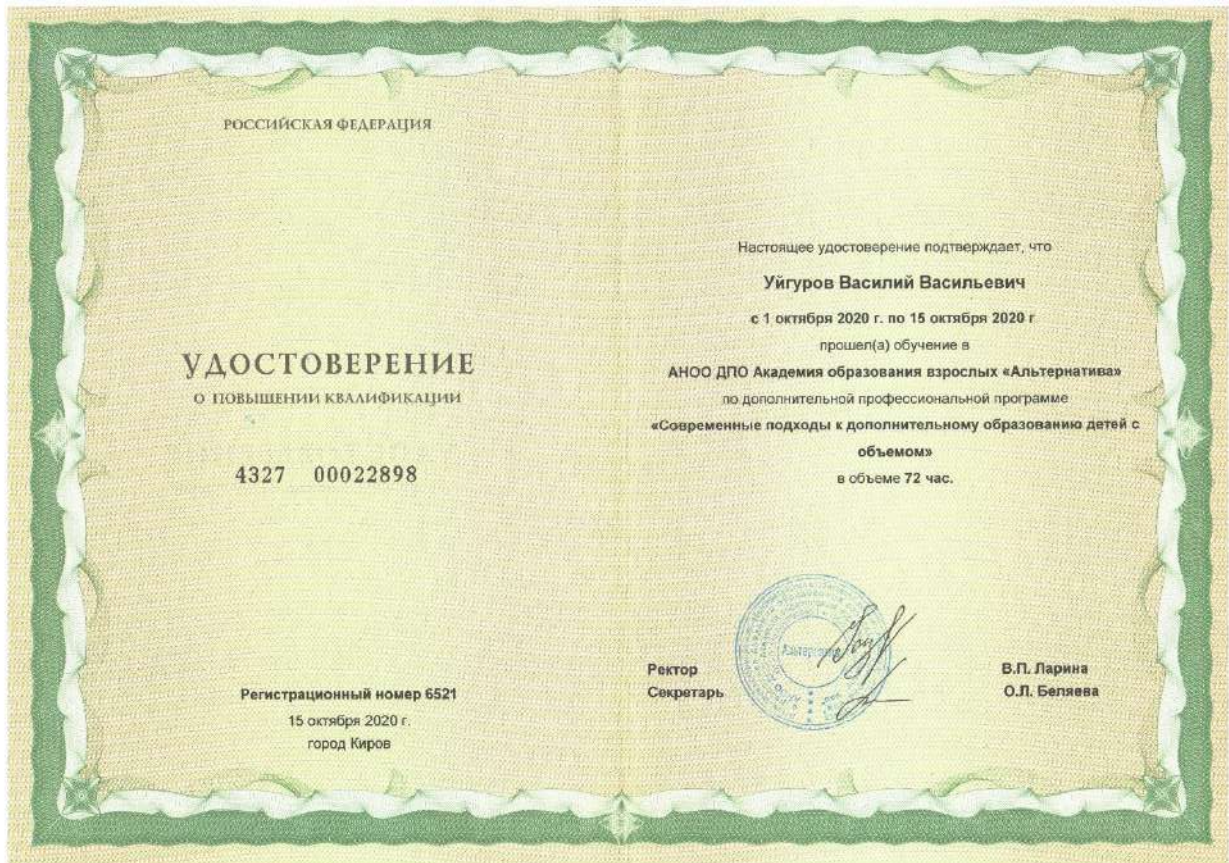 РОССИЙСКАЯ ФЕДЕРАЦИЯ
УДОСТОВЕРЕНИЕ
О ПОВЫШЕНИИ КВАЛИФИКАЦИИ
4327 00022898
Регистрационный номер 6521
15 октября 2020 г.
город Киров
Настоящее удостоверение подтверждает, что
Уйгуров Василий Васильевич
с 1 октября 2020 г. по 15 октября 2020 г
прошел(а) обучение в
АНОО ДПО Академия образования взрослых «Альтернатива»
по дополнительной профессиональной программе
«Современные подходы к дополнительному образованию детей с
объемом»
в объеме 72 час.
Ректор В.П. Ларина
Секретарь О.Л. Беляева